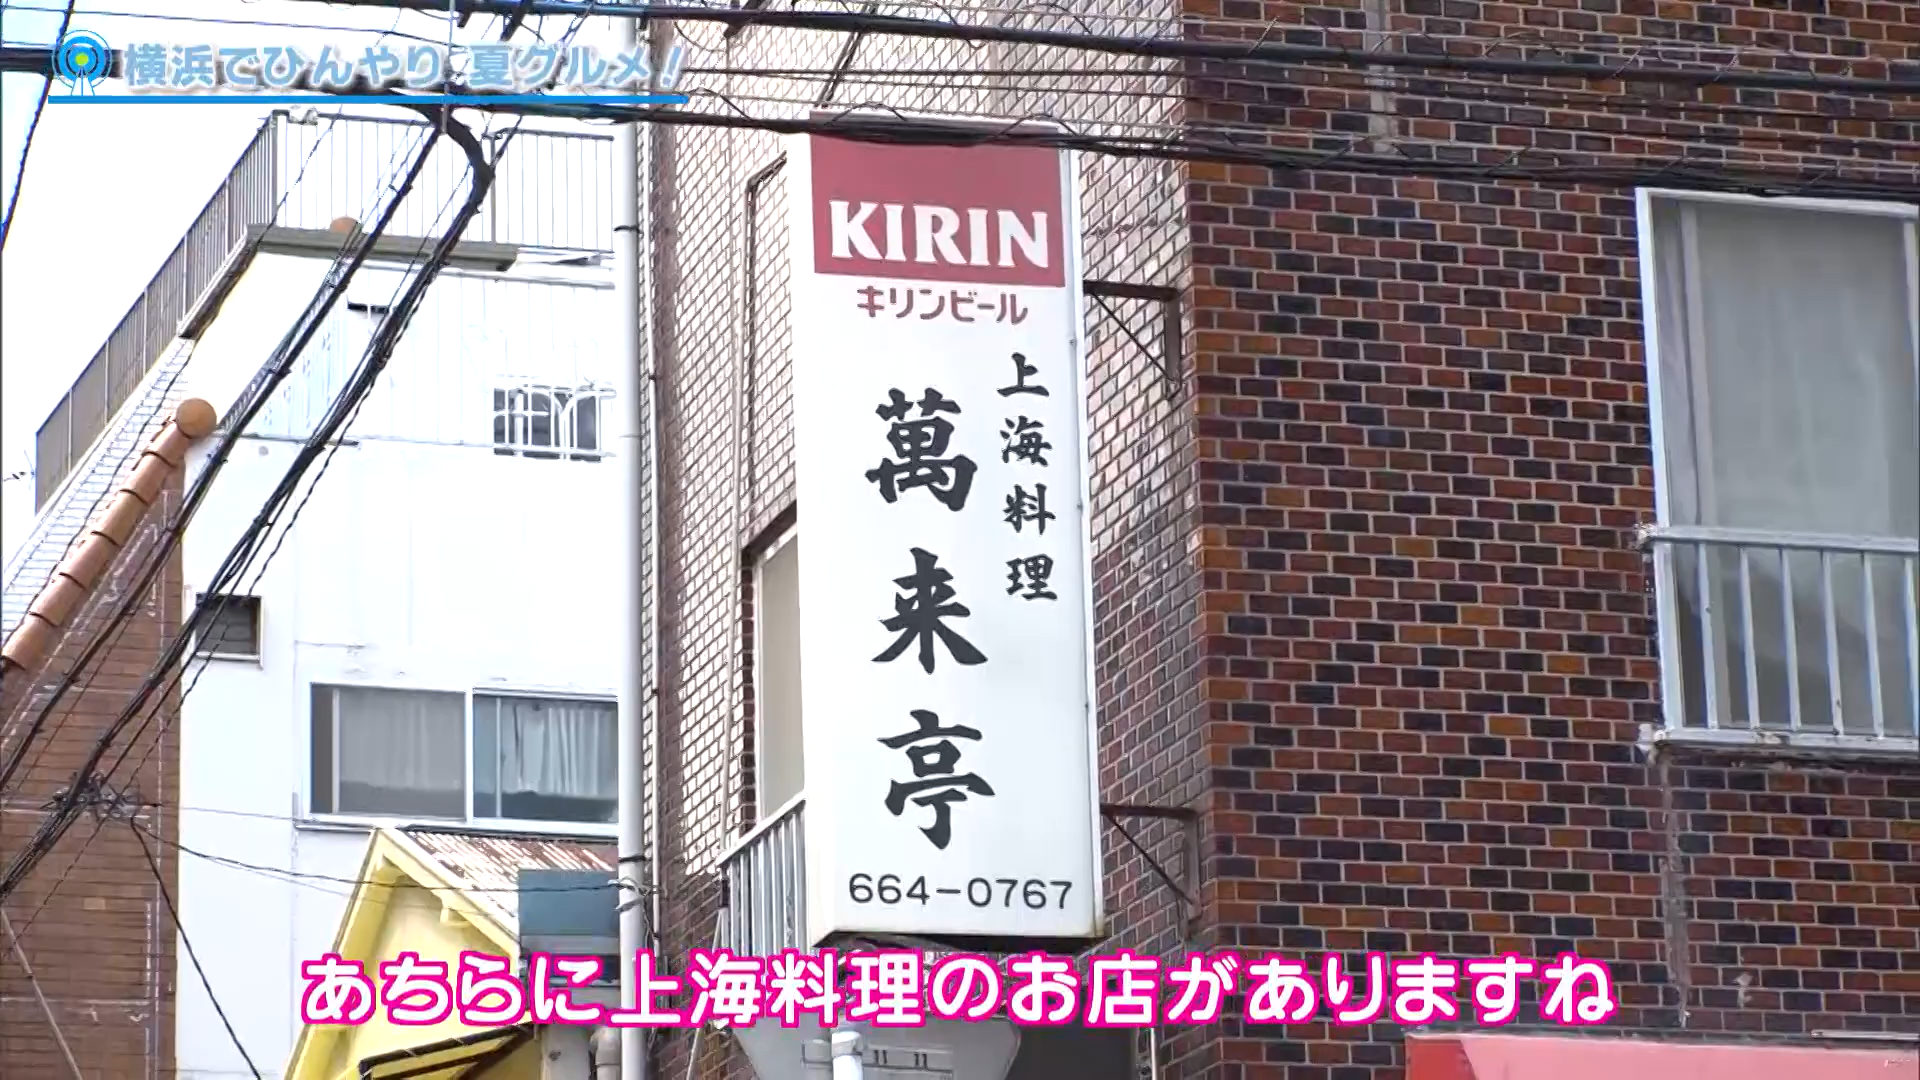 横浜でひんやり 夏グルメ!
KIRIN
キリンビール
上海料理
萬来亭
664-0767
あちらに上海料理のお店がありますね